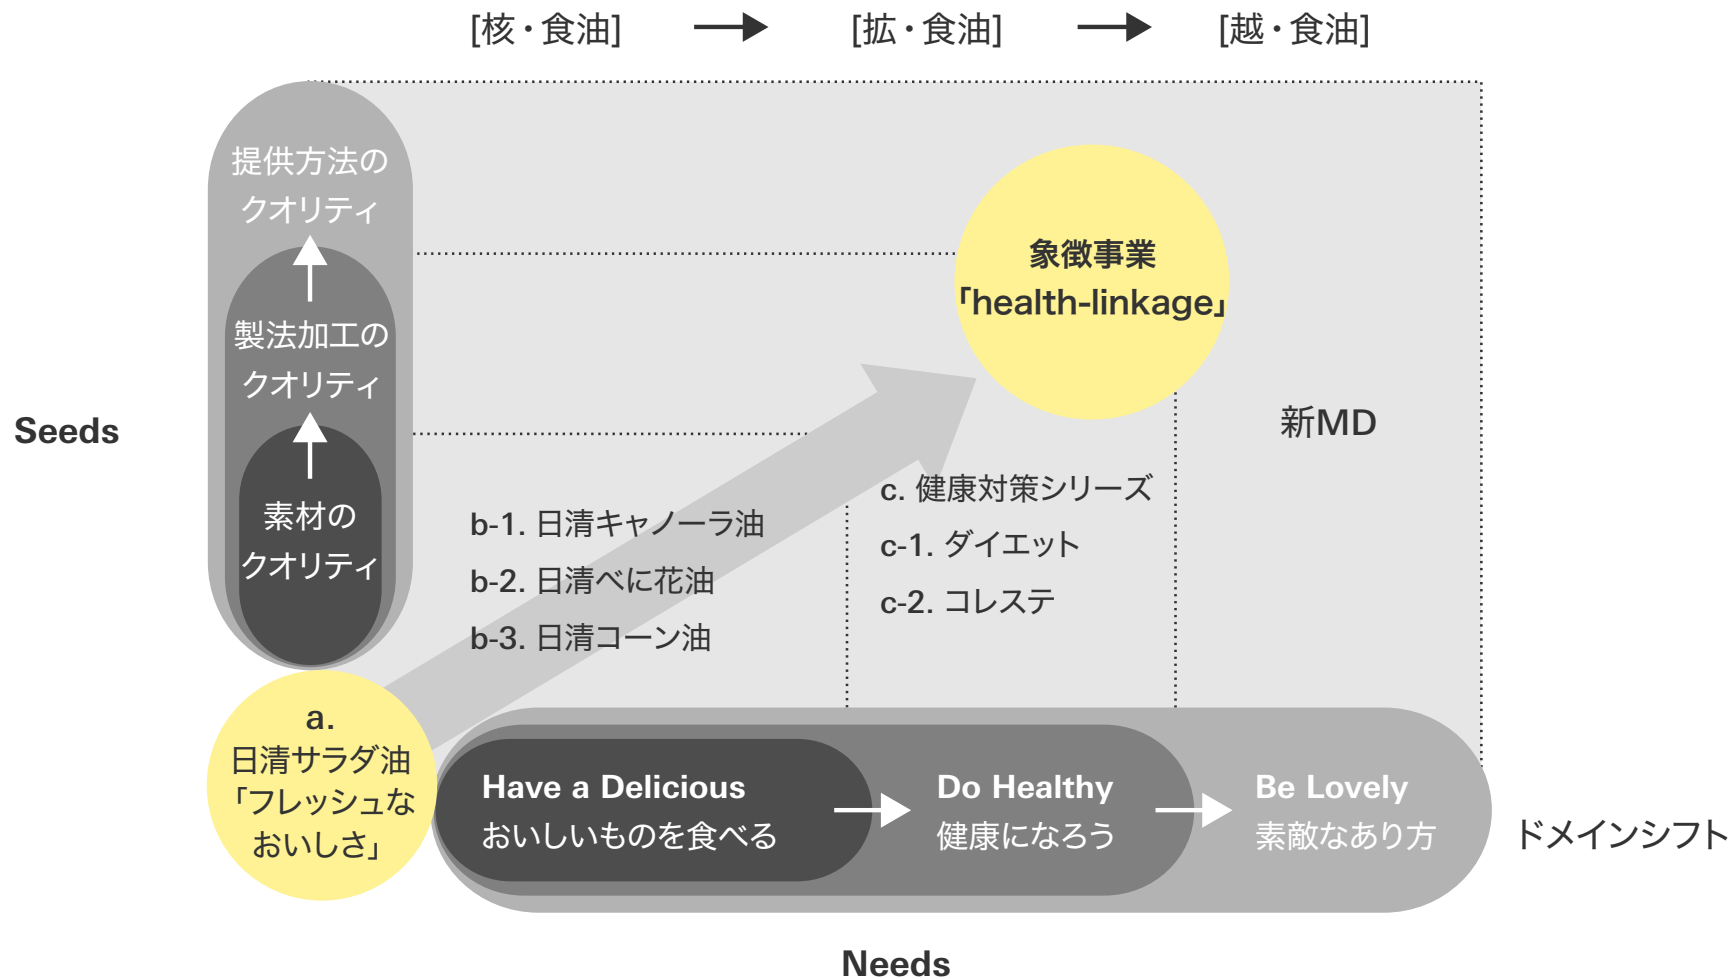 [核・食油]
[拡・食油]
[越・食油]
提供方法の
クオリティ
製法加工の
クオリティ
素材の
クオリティ
Seeds
象徴事業
「health-linkage」
新MD
b-1. 日清キャノーラ油
b-2. 日清べに花油
b-3. 日清コーン油
c. 健康対策シリーズ
c-1. ダイエット
c-2. コレステ
a.
日清サラダ油
「フレッシュな
おいしさ」
Have a Delicious
おいしいものを食べる
Do Healthy
健康になろう
Be Lovely
素敵なあり方
ドメインシフト
Needs